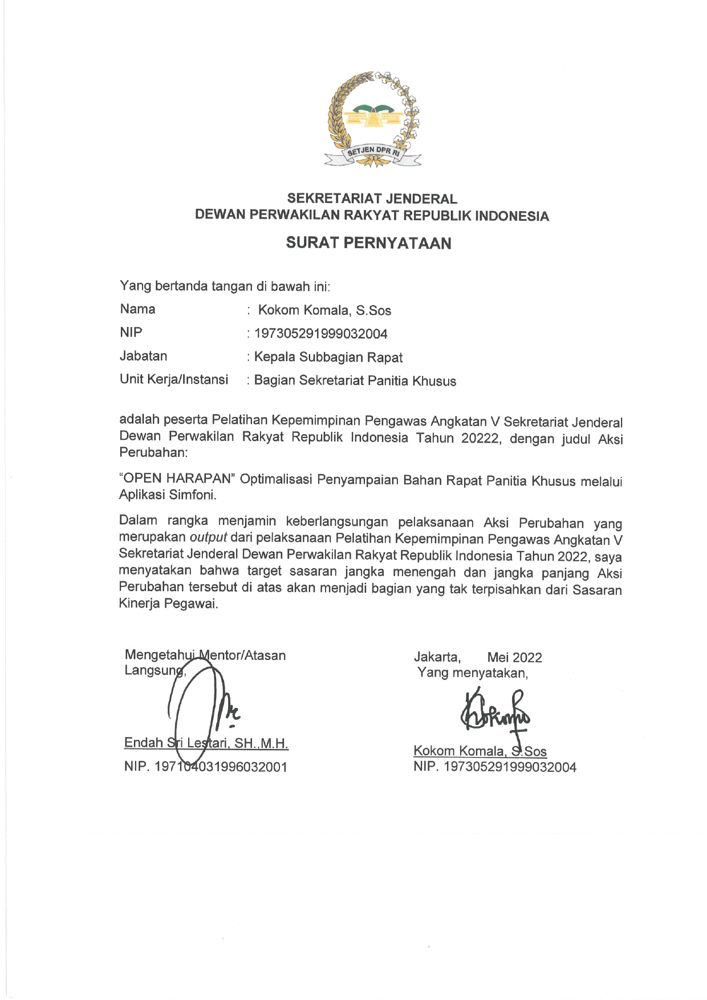 SETJEN DPR RI
SEKRETARIAT JENDERAL
DEWAN PERWAKILAN RAKYAT REPUBLIK INDONESIA
SURAT PERNYATAAN
Yang bertanda tangan di bawah ini:
Nama : Kokom Komala, S.Sos
NIP : 197305291999032004
Jabatan : Kepala Subbagian Rapat
Unit Kerja/Instansi : Bagian Sekretariat Panitia Khusus
adalah peserta Pelatihan Kepemimpinan Pengawas Angkatan V Sekretariat Jenderal
Dewan Perwakilan Rakyat Republik Indonesia Tahun 20222, dengan judul Aksi
Perubahan:
“OPEN HARAPAN” Optimalisasi Penyampaian Bahan Rapat Panitia Khusus melalui
Aplikasi Simfoni.
Dalam rangka menjamin keberlangsungan pelaksanaan Aksi Perubahan yang
merupakan output dari pelaksanaan Pelatihan Kepemimpinan Pengawas Angkatan V
Sekretariat Jenderal Dewan Perwakilan Rakyat Republik Indonesia Tahun 2022, saya
menyatakan bahwa target sasaran jangka menengah dan jangka panjang Aksi
Perubahan tersebut di atas akan menjadi bagian yang tak terpisahkan dari Sasaran
Kinerja Pegawai.
Mengetahui Mentor/Atasan
Langsung,
Endah Sri Lestari, SH.,M.H.
NIP. 197104031996032001
Jakarta, Mei 2022
Yang menyatakan,
Kokom Komala, S.Sos
NIP. 197305291999032004